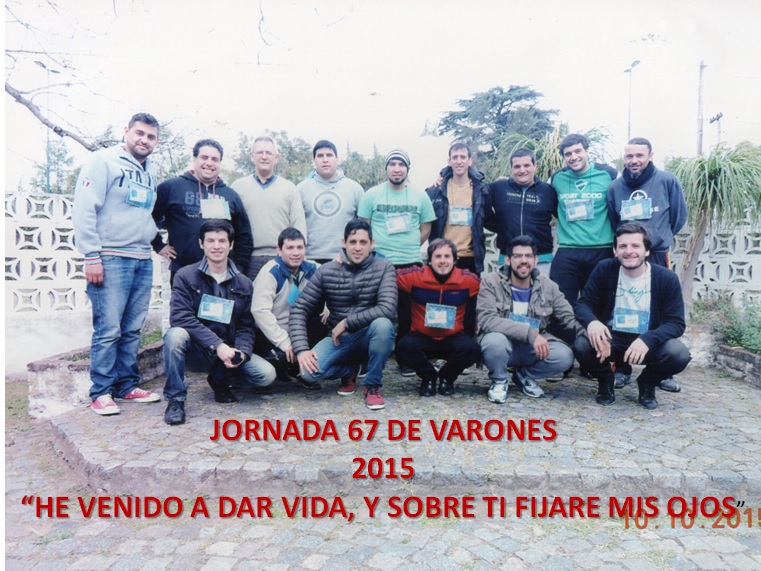 JORNADA 67 DE VARONES
2015
“HE VENIDO A DAR VIDA, Y SOBRE TI FIJARE MIS OJOS”
10.10.2015